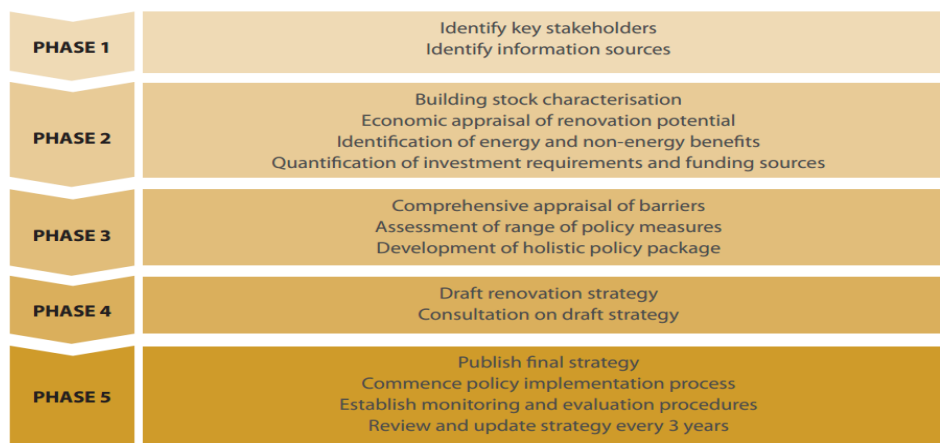 PHASE 1
Identify key stakeholders
Identify information sources
PHASE 2
Building stock characterisation
Economic appraisal of renovation potential
Identification of energy and non-energy benefits
Quantification of investment requirements and funding sources
PHASE 3
Comprehensive appraisal of barriers
Assessment of range of policy measures
Development of holistic policy package
PHASE 4
Draft renovation strategy
Consultation on draft strategy
PHASE 5
Publish final strategy
Commence policy implementation process
Establish monitoring and evaluation procedures
Review and update strategy every 3 years